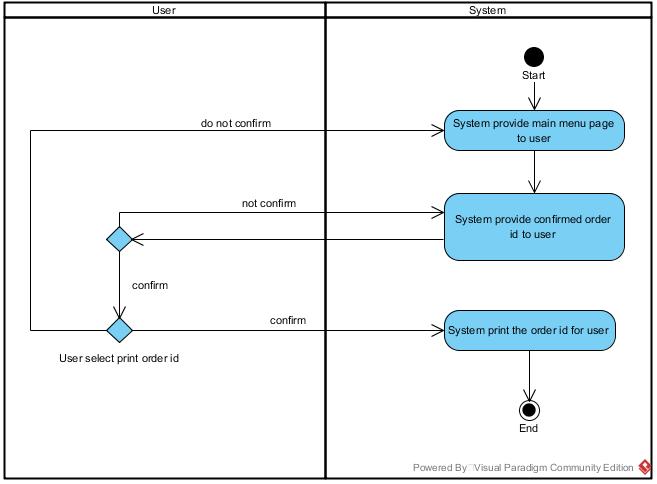 User
System
Start
do not confirm
System provide main menu page
to user
not confirm
System provide confirmed order
id to user
confirm
confirm
System print the order id for user
User select print order id
End
Powered By Visual Paradigm Community Edition